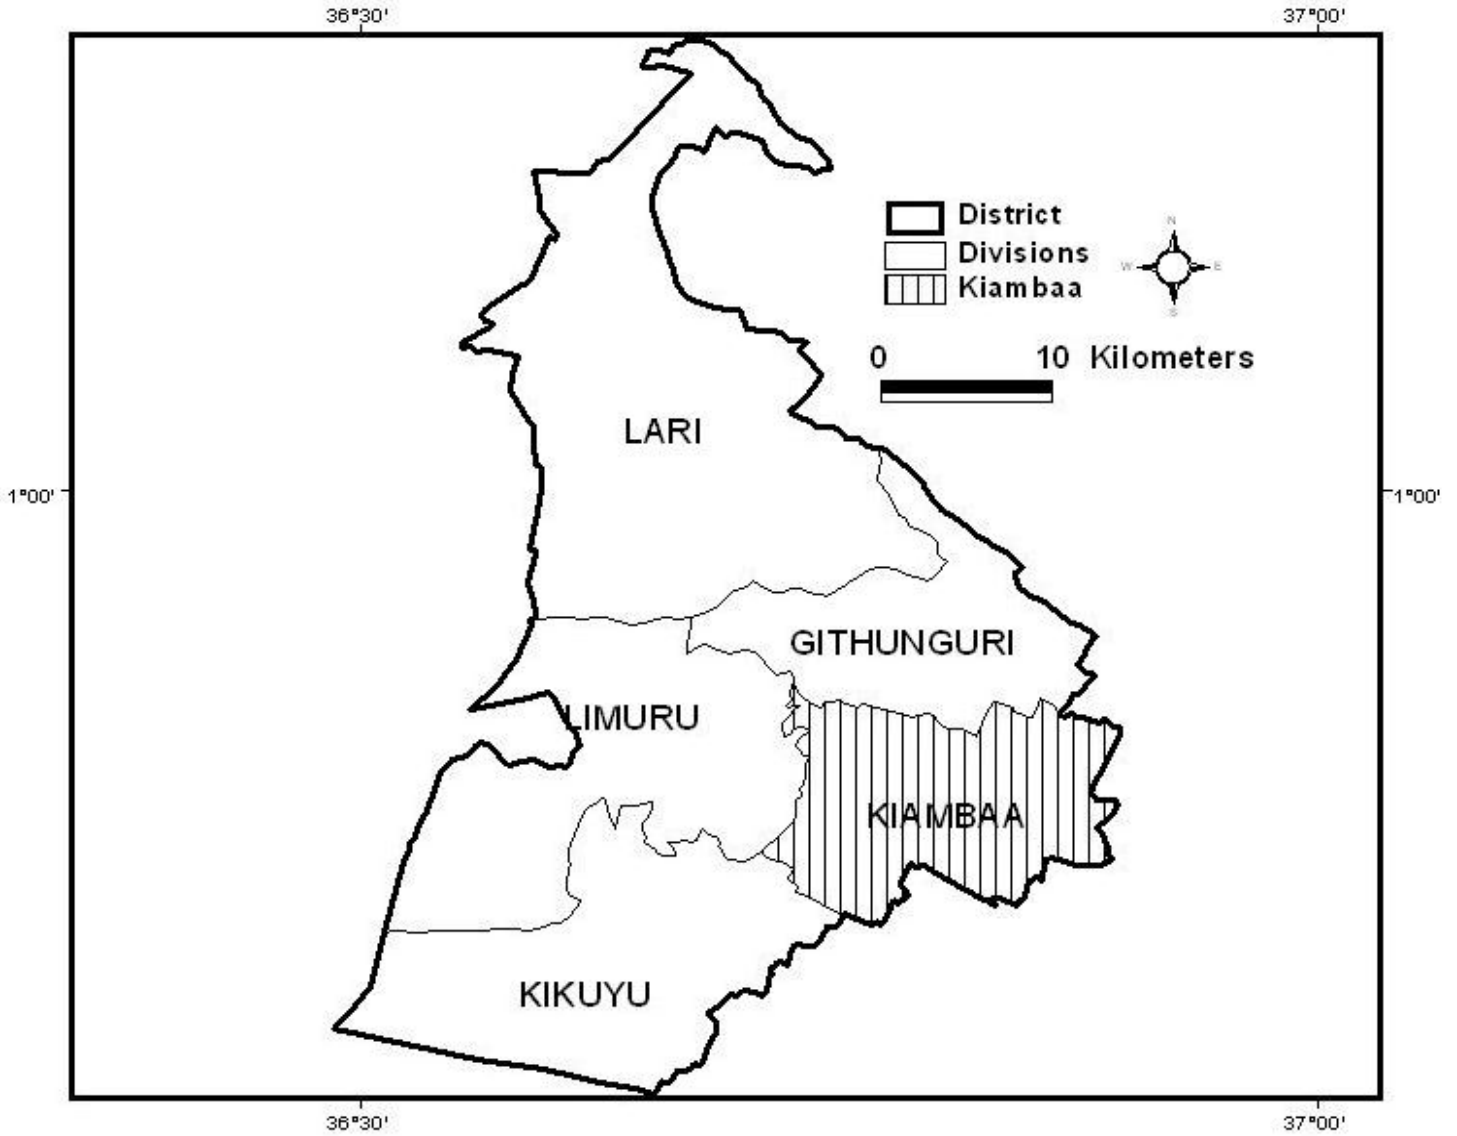 36°30'
37°00'
N
W
E
S
District
Divisions
Kiambaa
0 10 Kilometers
LARI
1°00'
1°00'
GITHUNGURI
LIMURU
KIAMBAA
KIKUYU
36°30'
37°00'